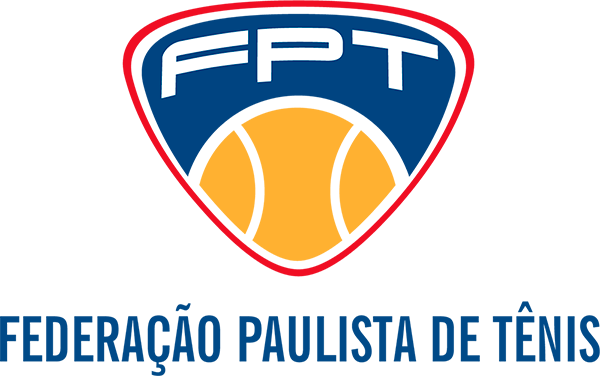 FPT
FEDERAÇÃO PAULISTA DE TÊNIS